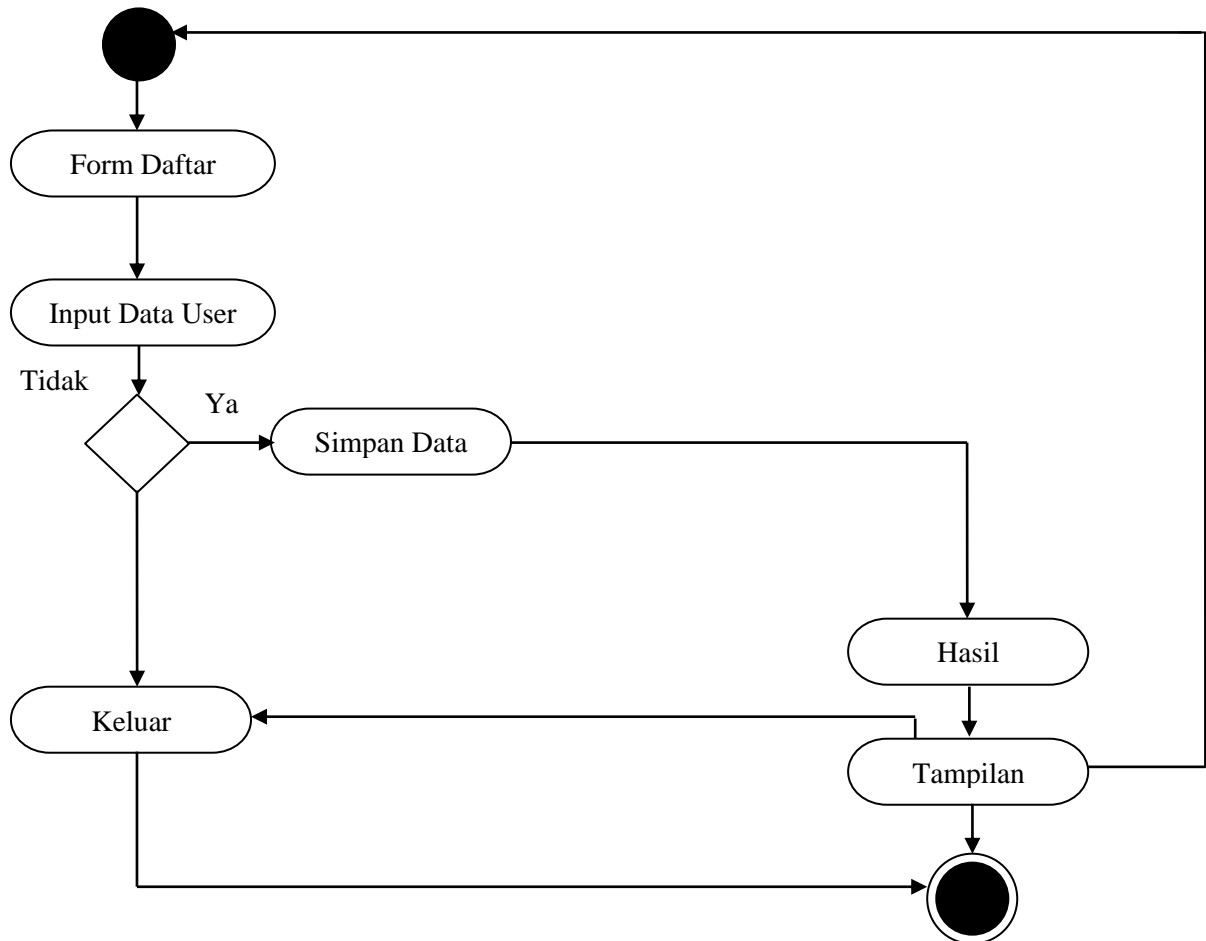 Form Daftar
Input Data User
Tidak
Ya
Simpan Data
Hasil
Keluar
Tampilan